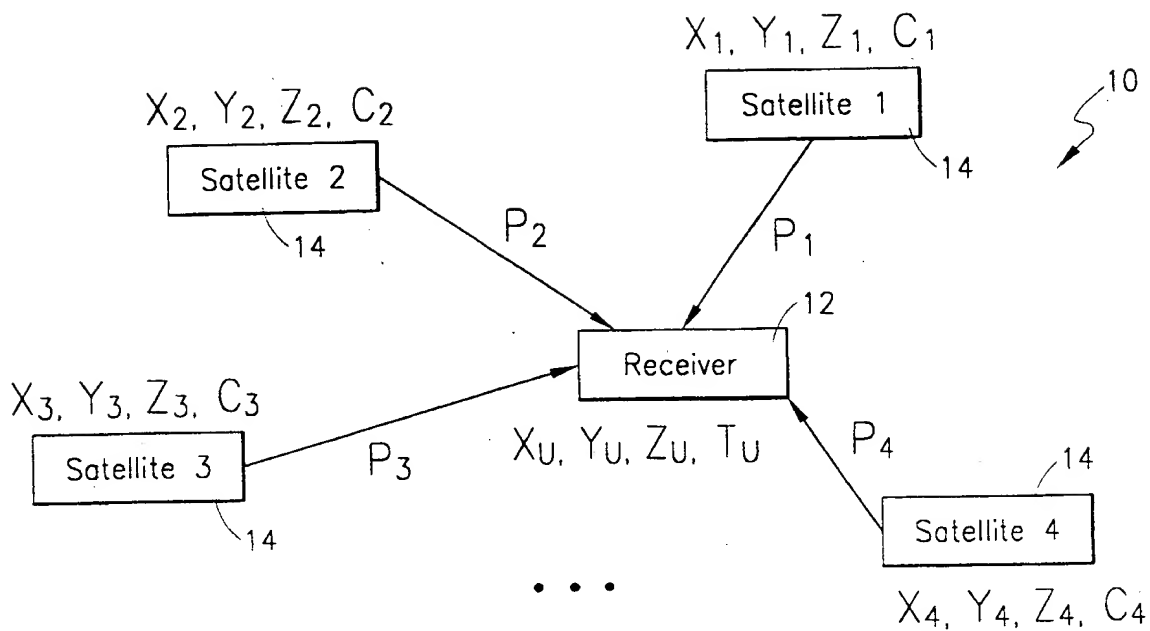 X1, Y1, Z1, C1
Satellite 1
14
10
X2, Y2, Z2, C2
Satellite 2
14
P2
P1
12
Receiver
XU, YU, ZU, TU
X3, Y3, Z3, C3
Satellite 3
14
P3
P4
14
Satellite 4
X4, Y4, Z4, C4
• • •